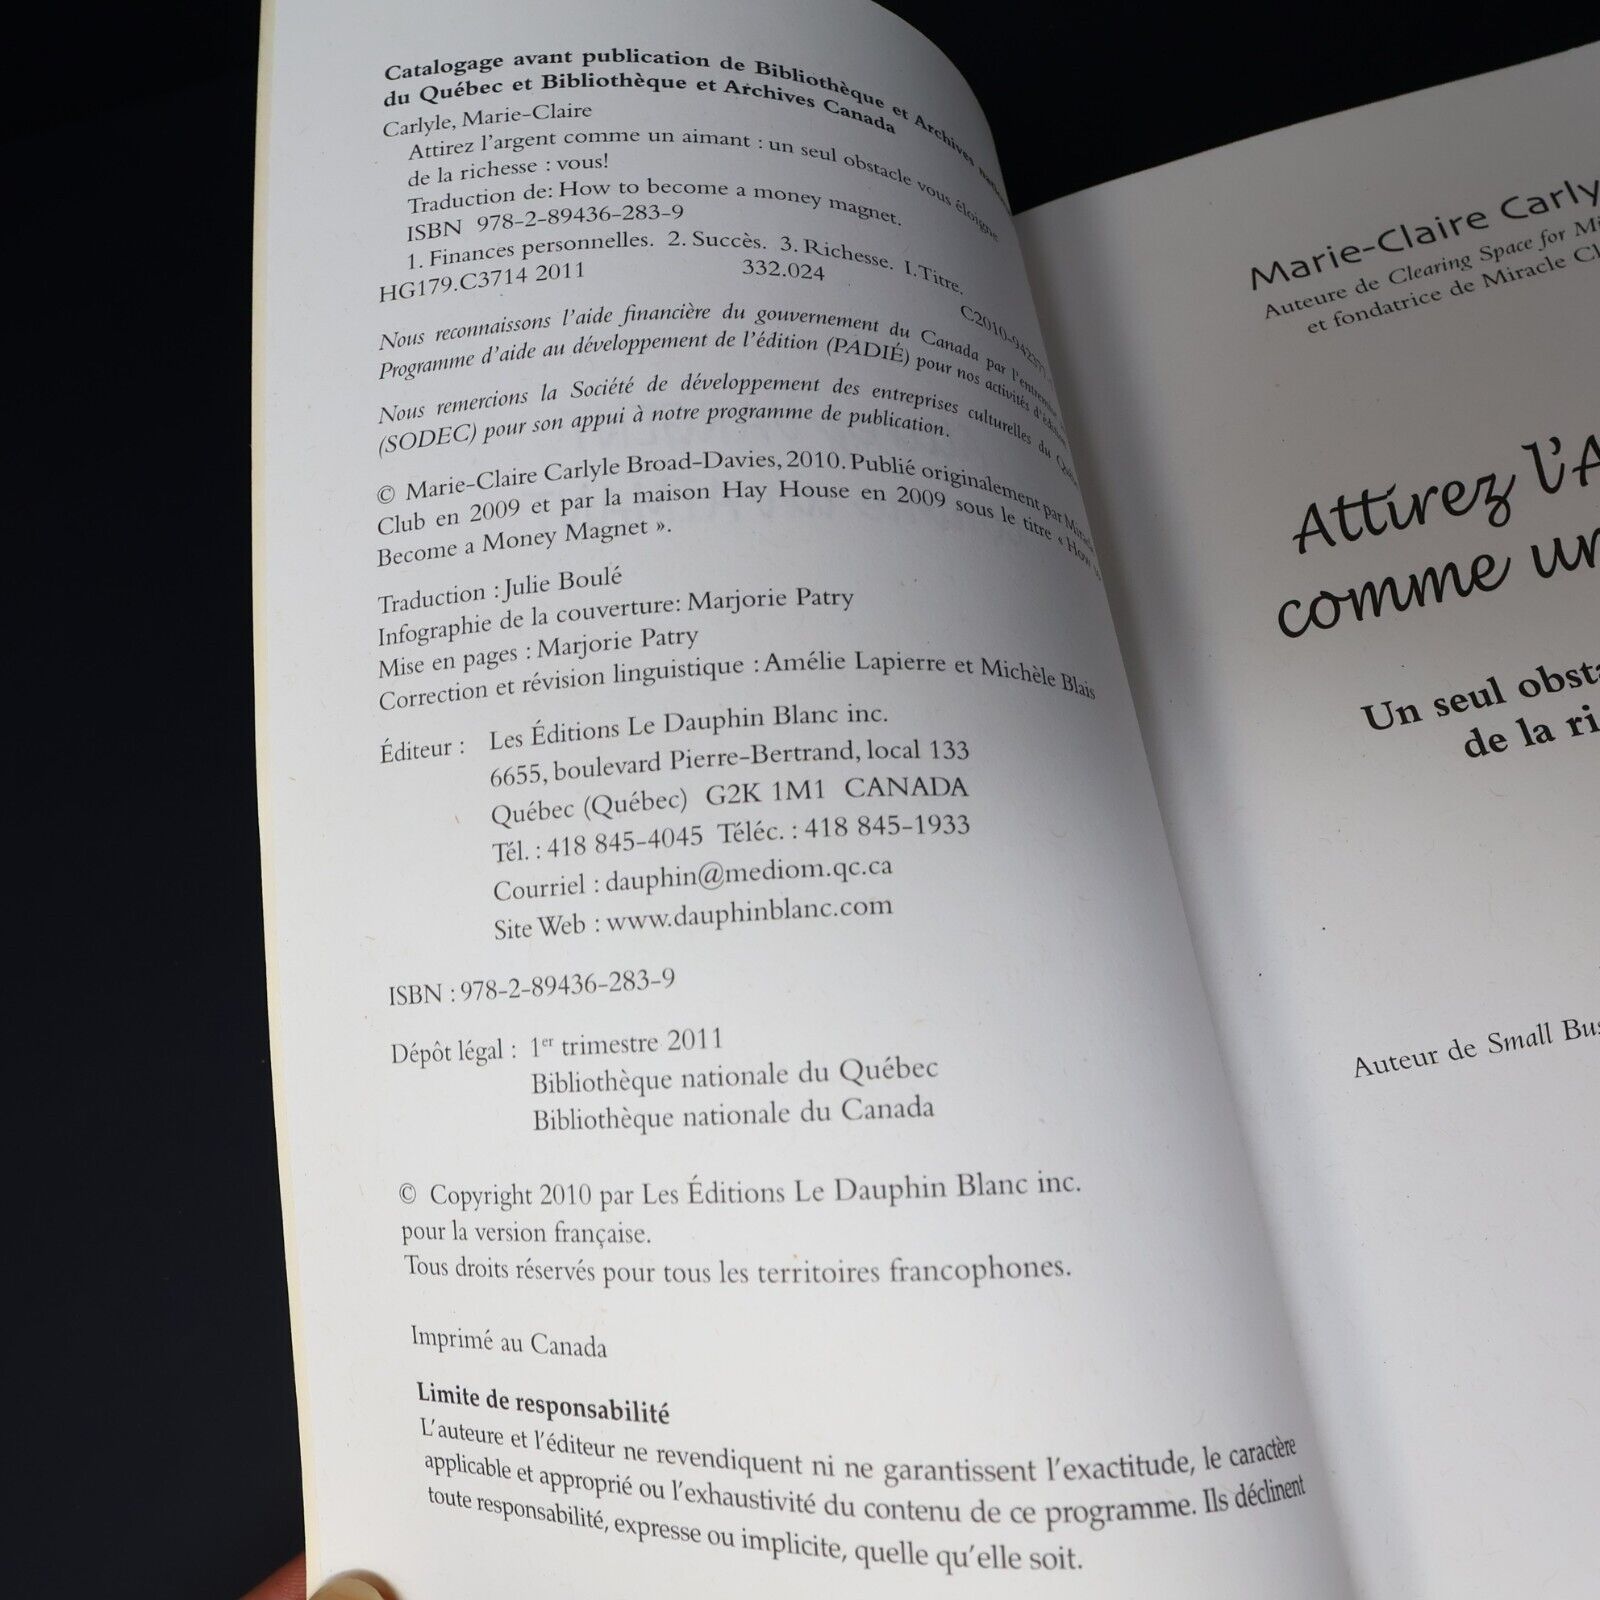 Catalogage avant publication de Bibliothèque et Archives
du Québec et Bibliothèque et Archives Canada
Carlyle, Marie-Claire
Attirez l'argent comme un aimant : un seul obstacle vous éloigne
de la richesse : vous!
Traduction de: How to become a money magnet.
ISBN 978-2-89436-283-9
1. Finances personnelles. 2. Succès. 3. Richesse. I. Titre.
HG179.C3714 2011 332.024
Nous reconnaissons l'aide financière du gouvernement du Canada par l'entremise
Programme d'aide au développement de l'édition (PADIÉ) pour nos activités d'édition
Nous remercions la Société de développement des entreprises culturelles du
(SODEC) pour son appui à notre programme de publication.
© Marie-Claire Carlyle Broad-Davies, 2010. Publié originalement par Miracle
Club en 2009 et par la maison Hay House en 2009 sous le titre « How to
Become a Money Magnet ».
Traduction : Julie Boulé
Infographie de la couverture: Marjorie Patry
Mise en pages : Marjorie Patry
Correction et révision linguistique : Amélie Lapierre et Michèle Blais
Éditeur : Les Éditions Le Dauphin Blanc inc.
6655, boulevard Pierre-Bertrand, local 133
Québec (Québec) G2K 1M1 CANADA
Tél. : 418 845-4045 Téléc. : 418 845-1933
Courriel : dauphin@mediom.qc.ca
Site Web : www.dauphinblanc.com
ISBN : 978-2-89436-283-9
Dépôt légal : 1er trimestre 2011
Bibliothèque nationale du Québec
Bibliothèque nationale du Canada
© Copyright 2010 par Les Éditions Le Dauphin Blanc inc.
pour la version française.
Tous droits réservés pour tous les territoires francophones.
Imprimé au Canada
Limite de responsabilité
L'auteure et l'éditeur ne revendiquent ni ne garantissent l'exactitude, le caractère
applicable et approprié ou l'exhaustivité du contenu de ce programme. Ils déclinent
toute responsabilité, expresse ou implicite, quelle qu'elle soit.
Marie-Claire Carly
Auteure de Clearing Space for Mi
et fondatrice de Miracle Cl
Attirez l'A
comme un
Un seul obsta
de la ri
Auteur de Small Bus